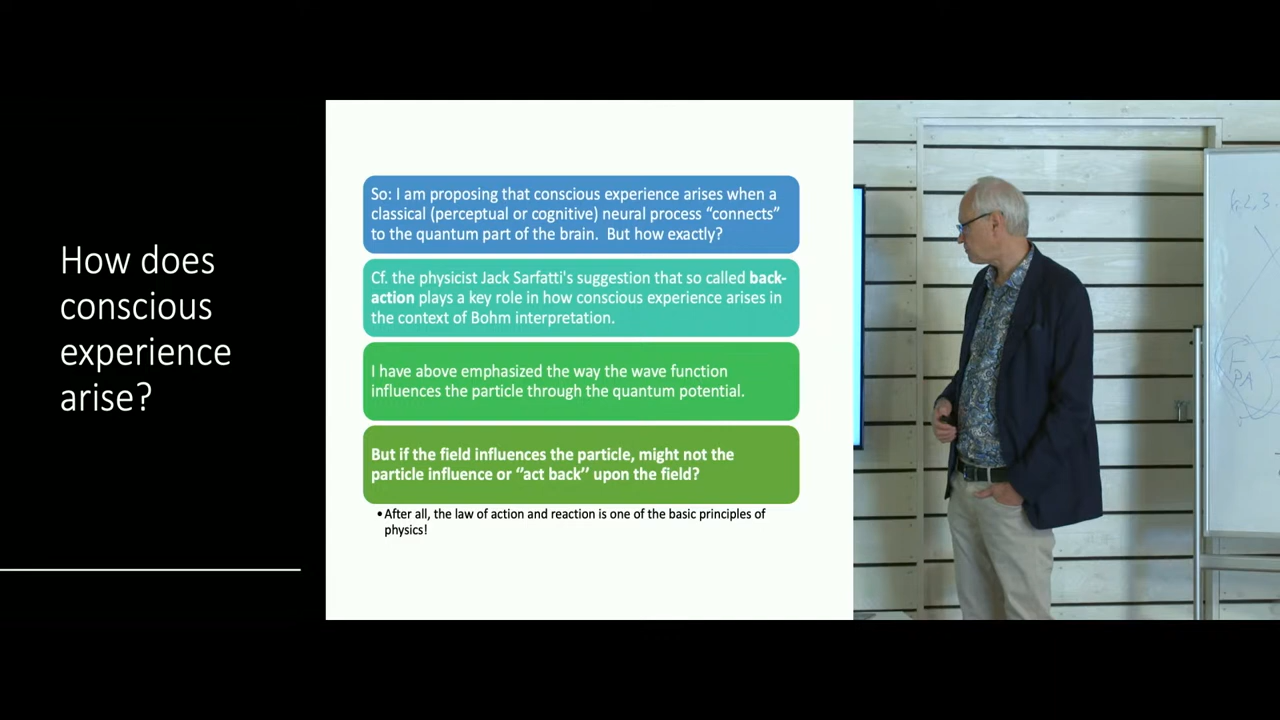 How does
conscious
experience
arise?
So: I am proposing that conscious experience arises when a
classical (perceptual or cognitive) neural process “connects”
to the quantum part of the brain.  But how exactly?
Cf. the physicist Jack Sarfatti's suggestion that so called back-
action plays a key role in how conscious experience arises in
the context of Bohm interpretation.
I have above emphasized the way the wave function
influences the particle through the quantum potential.
But if the field influences the particle, might not the
particle influence or ‘’act back’’ upon the field?
•After all, the law of action and reaction is one of the basic principles of
physics!